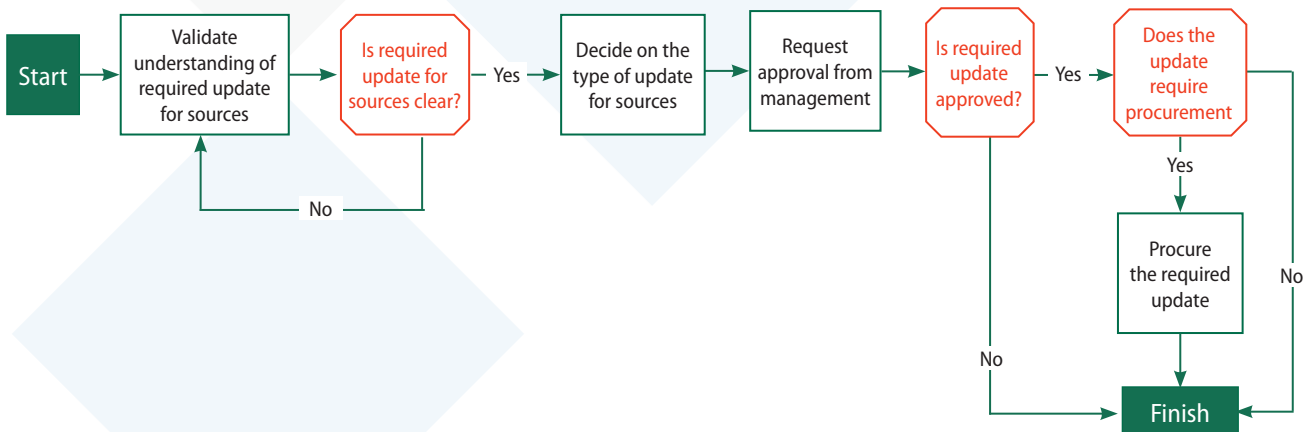 Start
Validate
understanding of
required update
for sources
Is required
update for
sources clear?
Yes
No
Decide on the
type of update
for sources
Request
approval from
management
Is required
update
approved?
Yes
No
Does the
update
require
procurement
Yes
No
Procure
the required
update
Finish